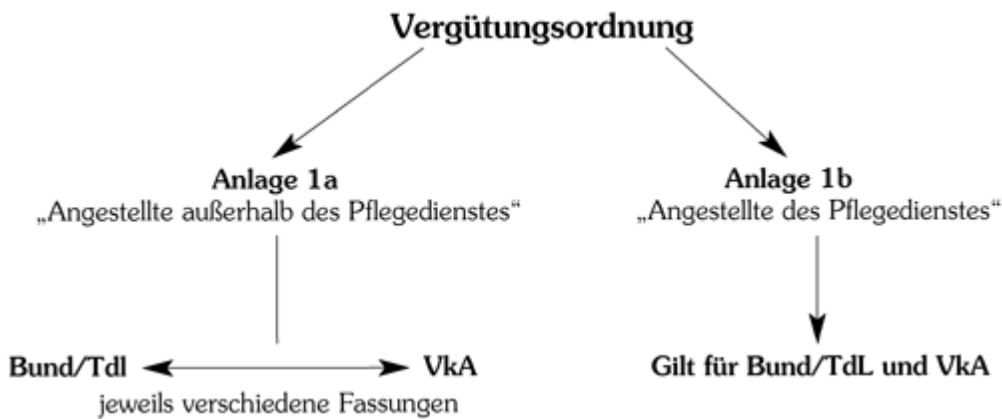 Vergütungsordnung
Anlage 1a
„Angestellte außerhalb des Pflegedienstes“
Anlage 1b
„Angestellte des Pflegedienstes“
Bund/Tdl
VkA
jeweils verschiedene Fassungen
Gilt für Bund/TdL und VkA